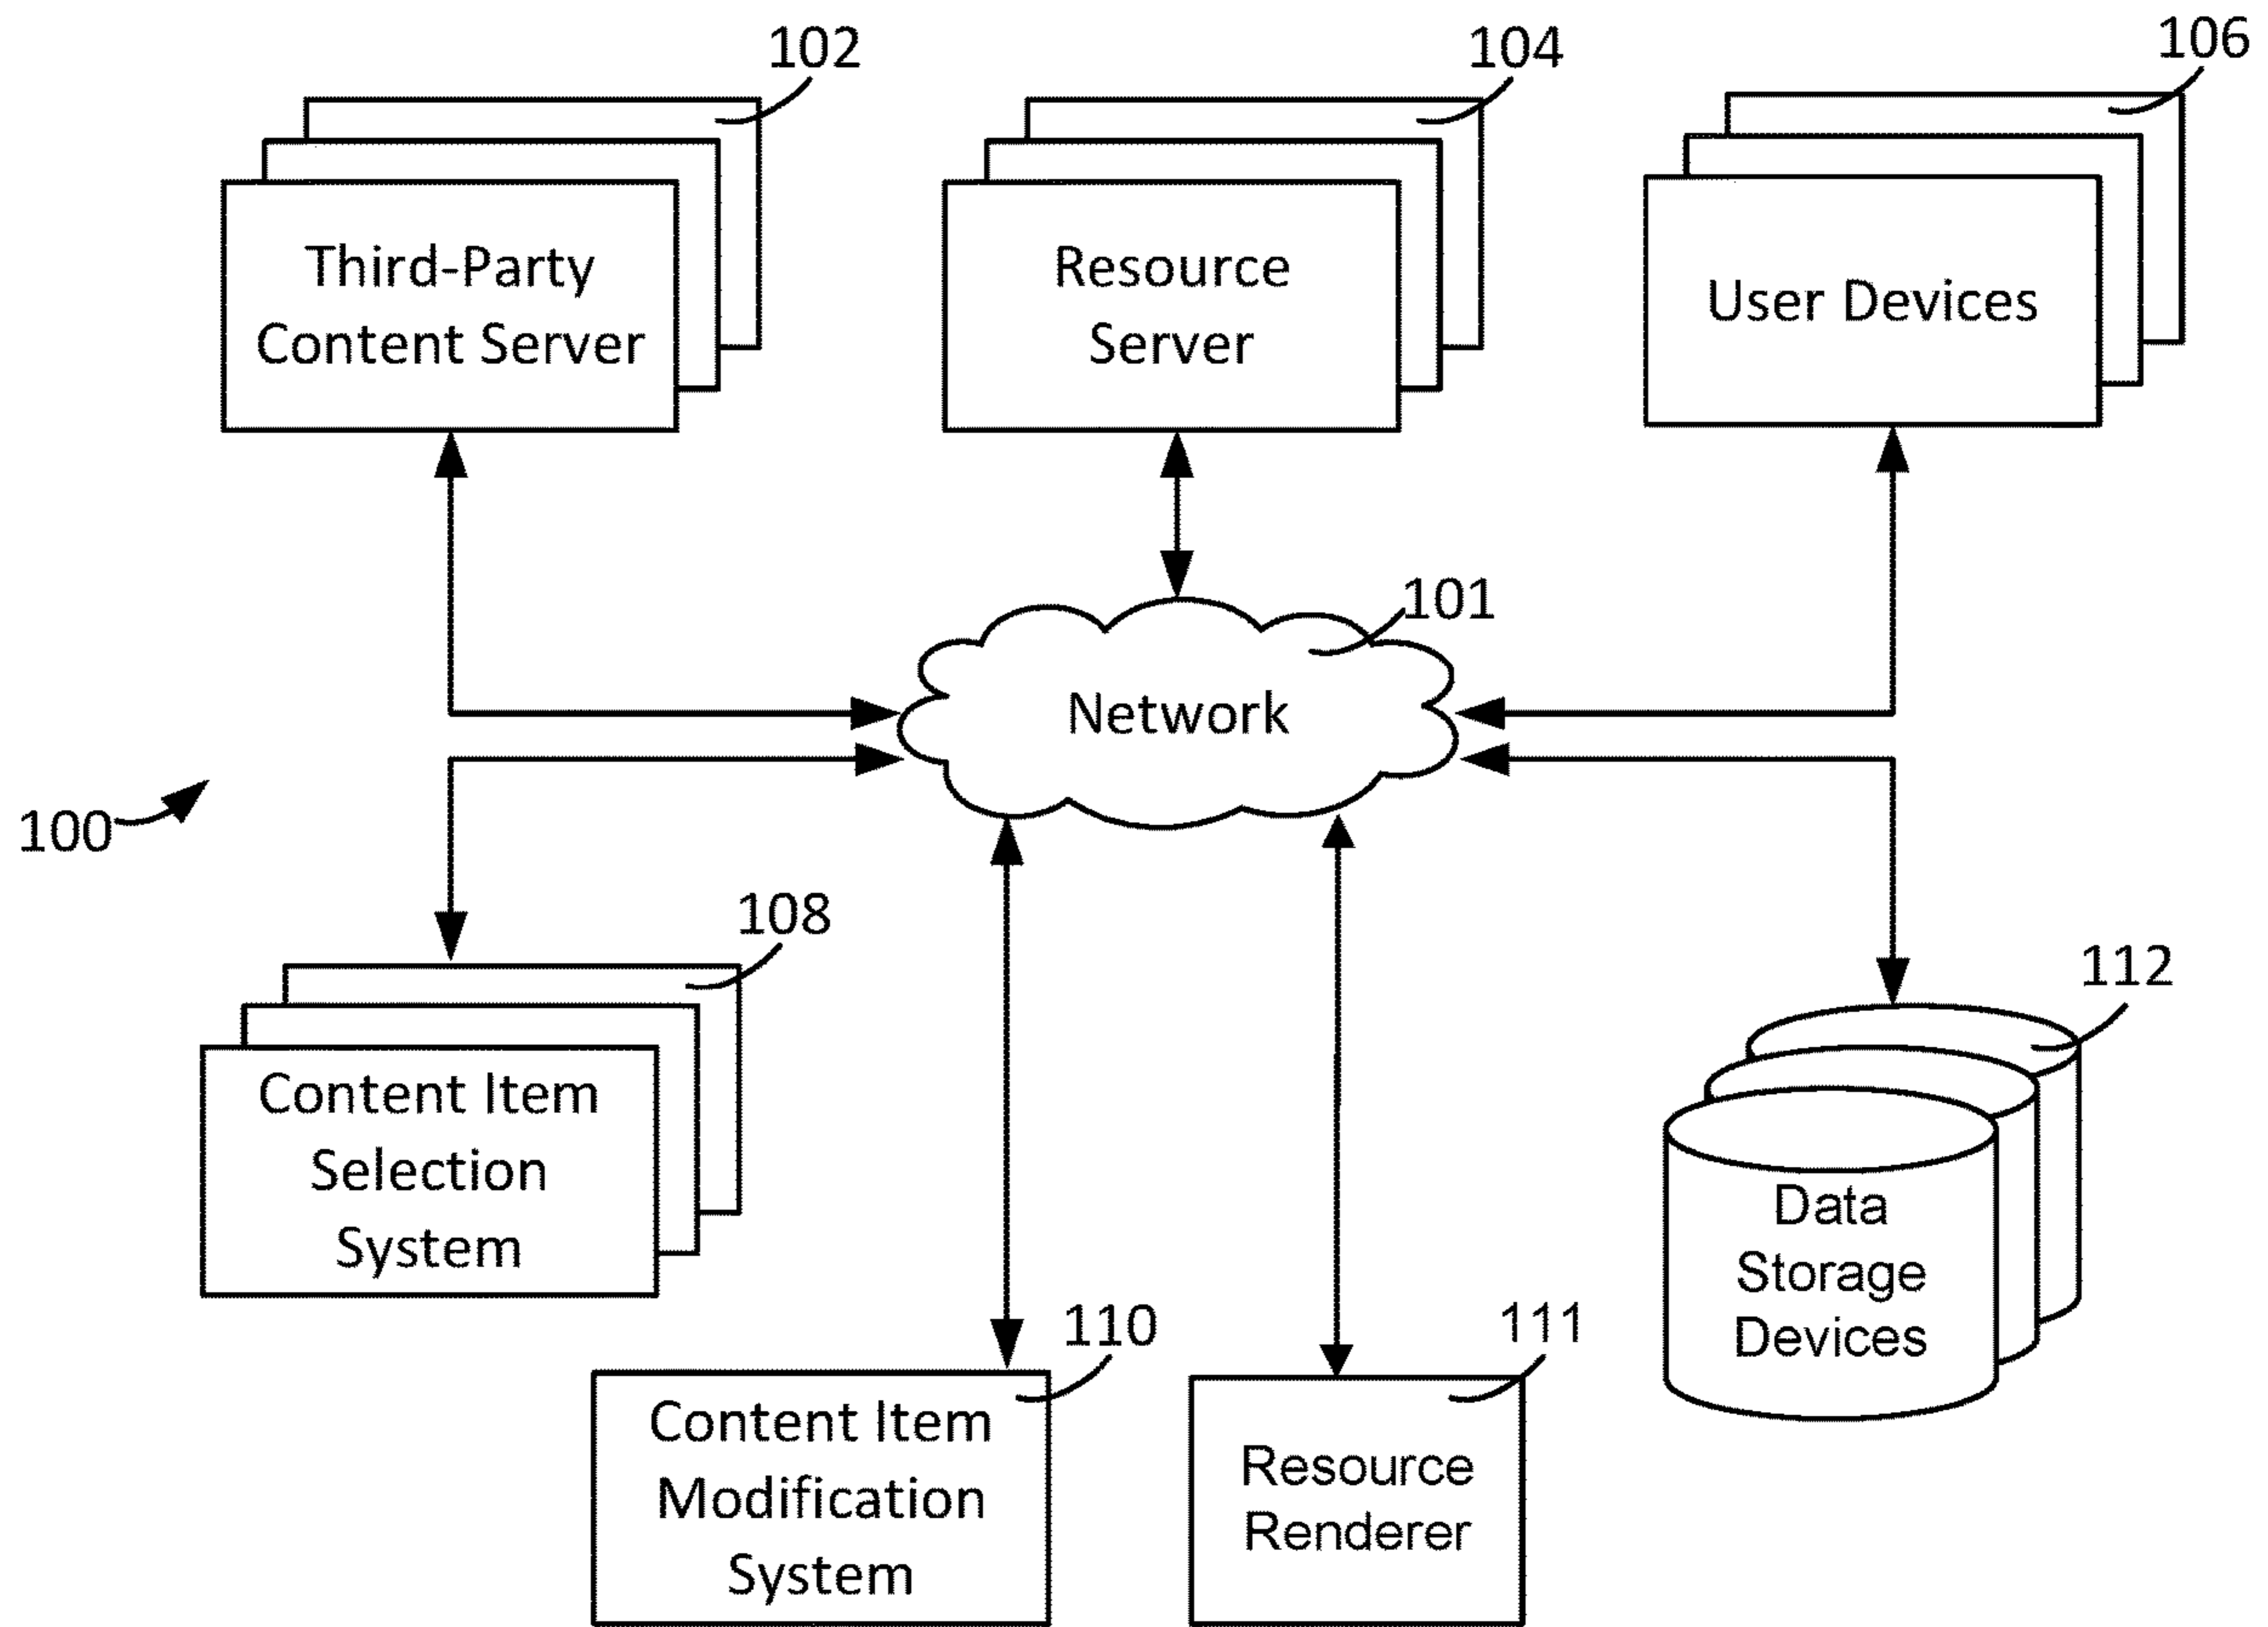 102
104
106
Third-Party
Content Server
Resource
Server
User Devices
101
Network
100
108
112
Content Item
Selection
System
Data
Storage
Devices
110
111
Content Item
Modification
System
Resource
Renderer